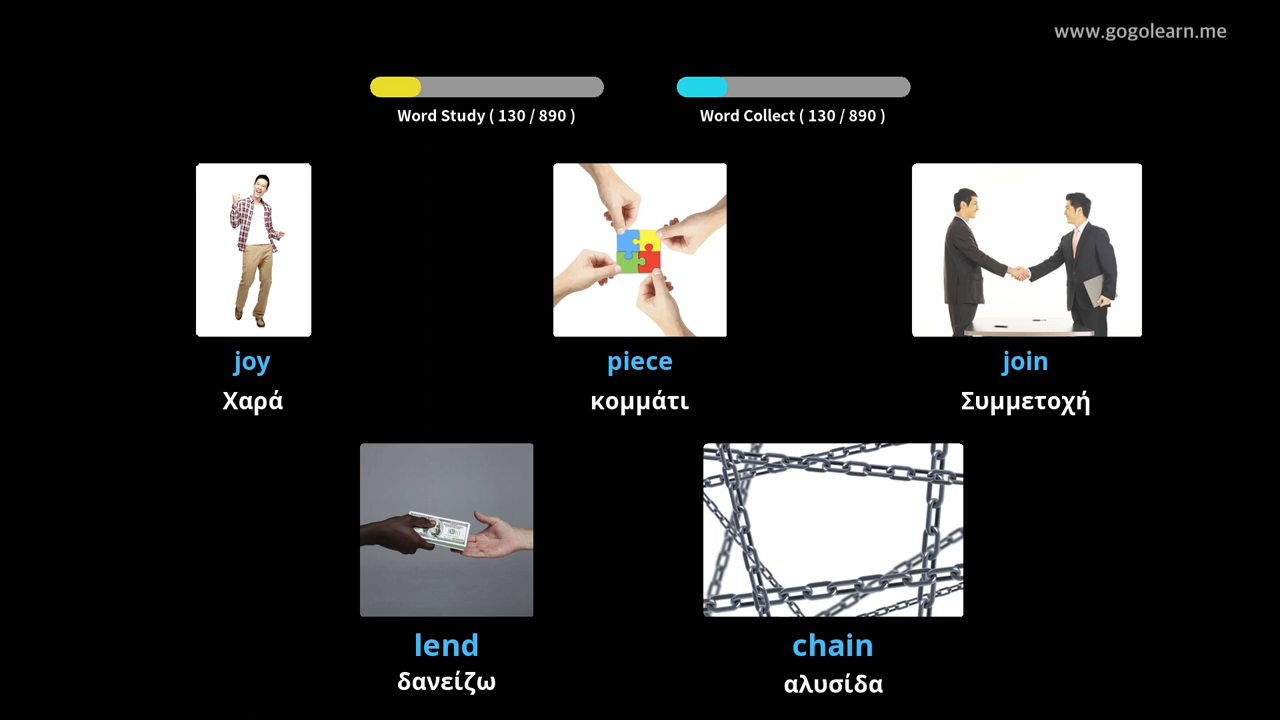 www.gogolearn.me
Word Study ( 130 / 890 )
Word Collect ( 130 / 890 )
joy
Χαρά
piece
κομμάτι
join
Συμμετοχή
lend
δανείζω
chain
αλυσίδα